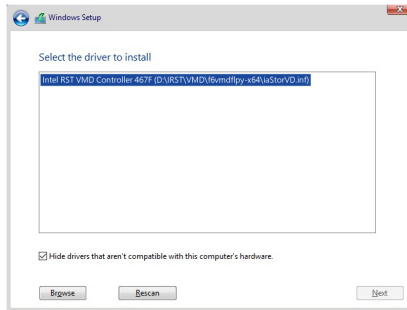 Windows Setup
Select the driver to install
Intel RST VMD Controller 467F (D:\IRST\VMD\f6vmdflpy-x64\iaStorVD.inf)
Hide drivers that aren't compatible with this computer's hardware.
Browse
Rescan
Next